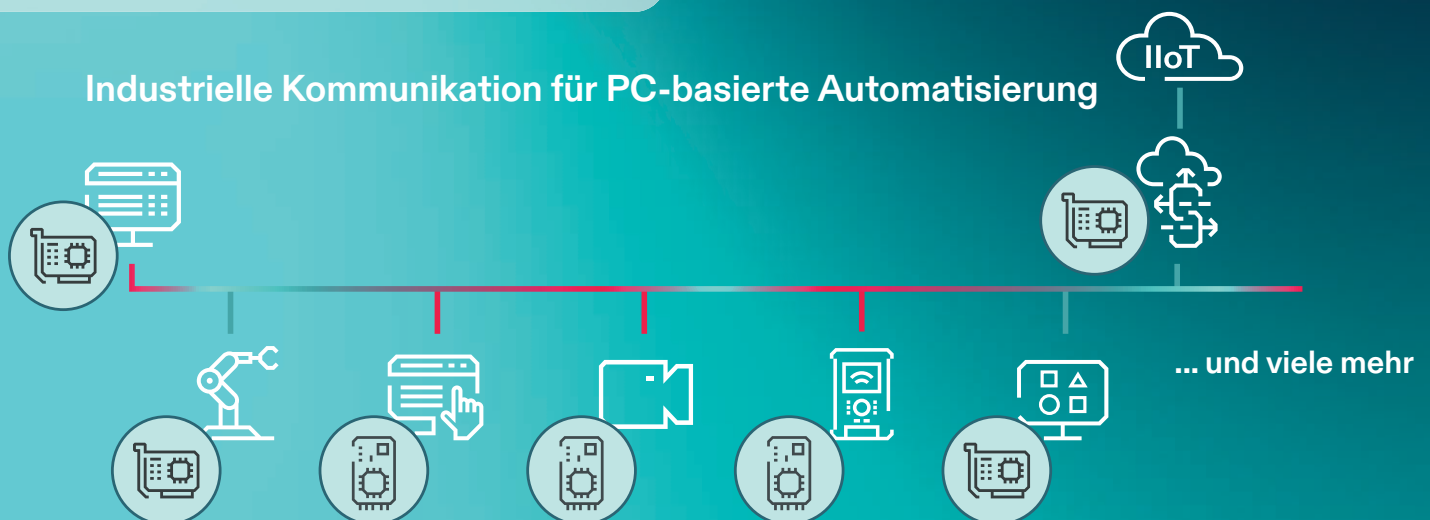 IIoT
Industrielle Kommunikation für PC-basierte Automatisierung
... und viele mehr